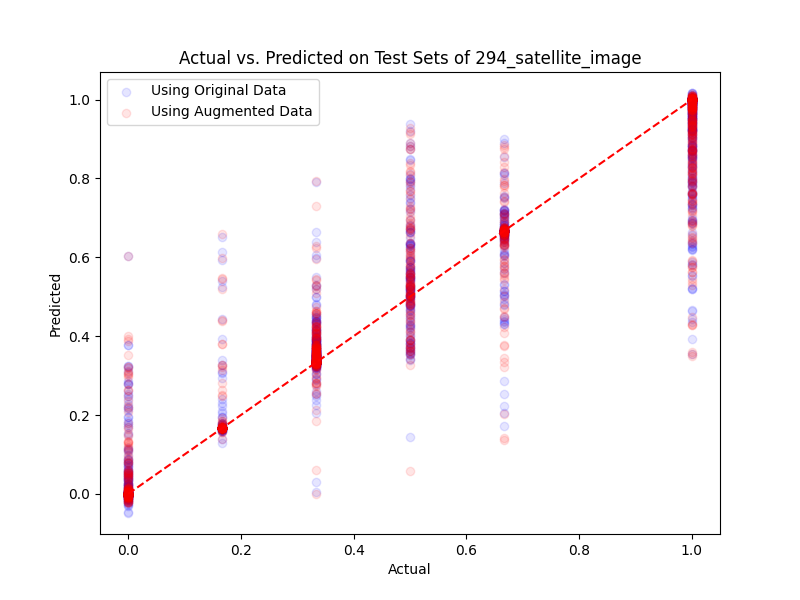 Actual vs. Predicted on Test Sets of 294_satellite_image
Using Original Data
Using Augmented Data
1.0
0.8
0.6
0.4
0.2
0.0
Predicted
0.0 0.2 0.4 0.6 0.8 1.0
Actual